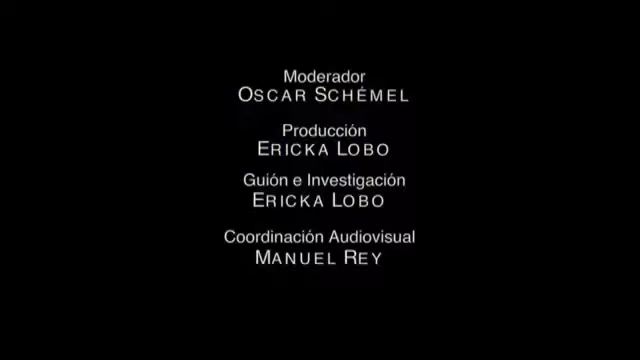 Moderador
OSCAR SCHÉMEL
Producción
ERICKA LOBO
Guión e Investigación
ERICKA LOBO
Coordinación Audiovisual
MANUEL REY